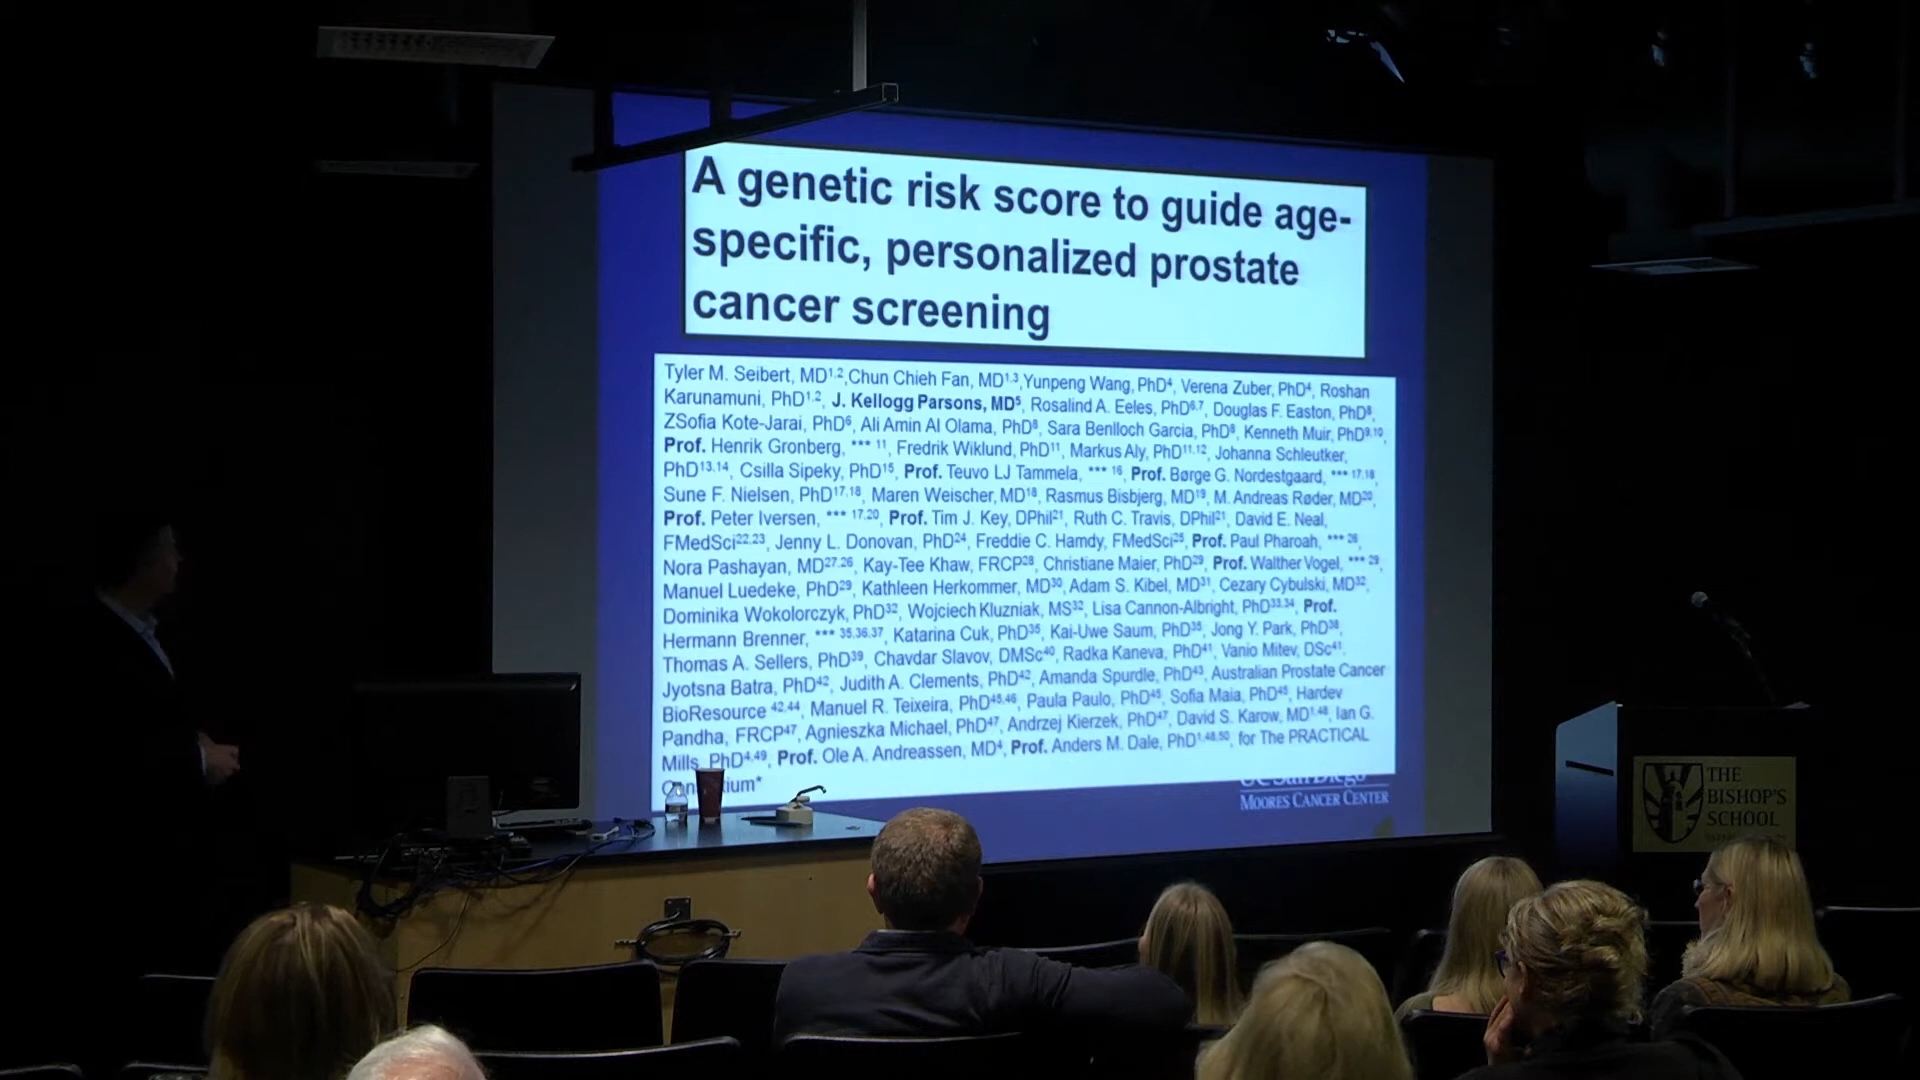 A genetic risk score to guide age-
specific, personalized prostate
cancer screening
Tyler M. Seibert, MD1,2,Chun Chieh Fan, MD1,3,Yunpeng Wang, PhD4, Verena Zuber, PhD4, Roshan
Karunamuni, PhD1,2, J. Kellogg Parsons, MD5, Rosalind A. Eeles, PhD6,7, Douglas F. Easton, PhD8,
ZSofia Kote-Jarai, PhD6, Ali Amin Al Olama, PhD8, Sara Benlloch Garcia, PhD8, Kenneth Muir, PhD9,10,
Prof. Henrik Gronberg, *** 11, Fredrik Wiklund, PhD11, Markus Aly, PhD11,12, Johanna Schleutker,
PhD13,14, Csilla Sipeky, PhD15, Prof. Teuvo LJ Tammela, *** 16, Prof. Børge G. Nordestgaard, *** 17,18,
Sune F. Nielsen, PhD17,18, Maren Weischer, MD18, Rasmus Bisbjerg, MD19, M. Andreas Røder, MD20,
Prof. Peter Iversen, *** 17,20, Prof. Tim J. Key, DPhil21, Ruth C. Travis, DPhil21, David E. Neal,
FMedSci22,23, Jenny L. Donovan, PhD24, Freddie C. Hamdy, FMedSci25, Prof. Paul Pharoah, *** 26,
Nora Pashayan, MD27,26, Kay-Tee Khaw, FRCP28, Christiane Maier, PhD29, Prof. Walther Vogel, *** 29,
Manuel Luedeke, PhD29, Kathleen Herkommer, MD30, Adam S. Kibel, MD31, Cezary Cybulski, MD32,
Dominika Wokolorczyk, PhD32, Wojciech Kluzniak, MS32, Lisa Cannon-Albright, PhD33,34, Prof.
Hermann Brenner, *** 35,36,37, Katarina Cuk, PhD35, Kai-Uwe Saum, PhD35, Jong Y. Park, PhD38,
Thomas A. Sellers, PhD39, Chavdar Slavov, DMSc40, Radka Kaneva, PhD41, Vanio Mitev, DSc41,
Jyotsna Batra, PhD42, Judith A. Clements, PhD42, Amanda Spurdle, PhD43, Australian Prostate Cancer
BioResource 42,44, Manuel R. Teixeira, PhD45,46, Paula Paulo, PhD45, Sofia Maia, PhD45, Hardev
Pandha, FRCP47, Agnieszka Michael, PhD47, Andrzej Kierzek, PhD47, David S. Karow, MD1,48, Ian G.
Mills, PhD4,49, Prof. Ole A. Andreassen, MD4, Prof. Anders M. Dale, PhD1,48,50, for The PRACTICAL
Consortium*
UC San Diego
MOORES CANCER CENTER
THE
BISHOP'S
SCHOOL